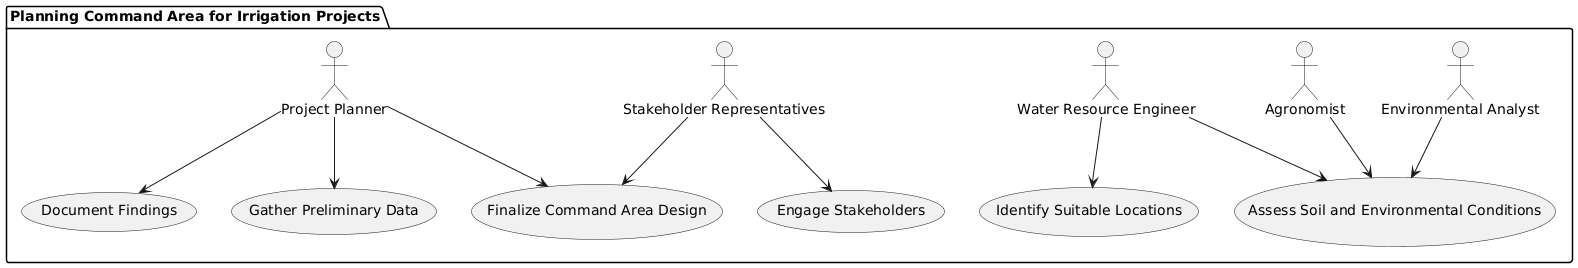 Planning Command Area for Irrigation Projects
Project Planner
Stakeholder Representatives
Water Resource Engineer
Agronomist
Environmental Analyst
Document Findings
Gather Preliminary Data
Finalize Command Area Design
Engage Stakeholders
Identify Suitable Locations
Assess Soil and Environmental Conditions